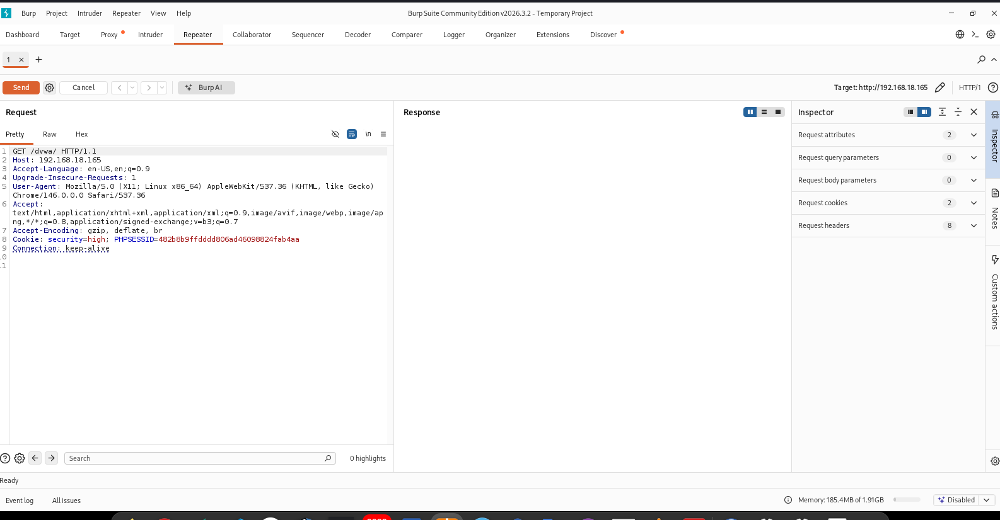 Burp Project Intruder Repeater View Help Burp Suite Community Edition v2026.3.2 - Temporary Project
Dashboard Target Proxy Intruder Repeater Collaborator Sequencer Decoder Comparer Logger Organizer Extensions Discover
1 × +
Send Cancel < > Burp AI Target: http://192.168.18.165 HTTP/1
Request
Response
Inspector
Pretty Raw Hex \n
1 GET /dvwa/ HTTP/1.1
2 Host: 192.168.18.165
3 Accept-Language: en-US,en;q=0.9
4 Upgrade-Insecure-Requests: 1
5 User-Agent: Mozilla/5.0 (X11; Linux x86_64) AppleWebKit/537.36 (KHTML, like Gecko)
Chrome/146.0.0.0 Safari/537.36
6 Accept:
text/html,application/xhtml+xml,application/xml;q=0.9,image/avif,image/webp,image/ap
ng,*/*;q=0.8,application/signed-exchange;v=b3;q=0.7
7 Accept-Encoding: gzip, deflate, br
8 Cookie: security=high; PHPSESSID=482b8b9ffdddd806ad46098824fab4aa
9 Connection: keep-alive
10
11
Request attributes 2
Request query parameters 0
Request body parameters 0
Request cookies 2
Request headers 8
Inspector
Notes
Custom actions
Search 0 highlights
Ready
Event log All issues Memory: 185.4MB of 1.91GB Disabled